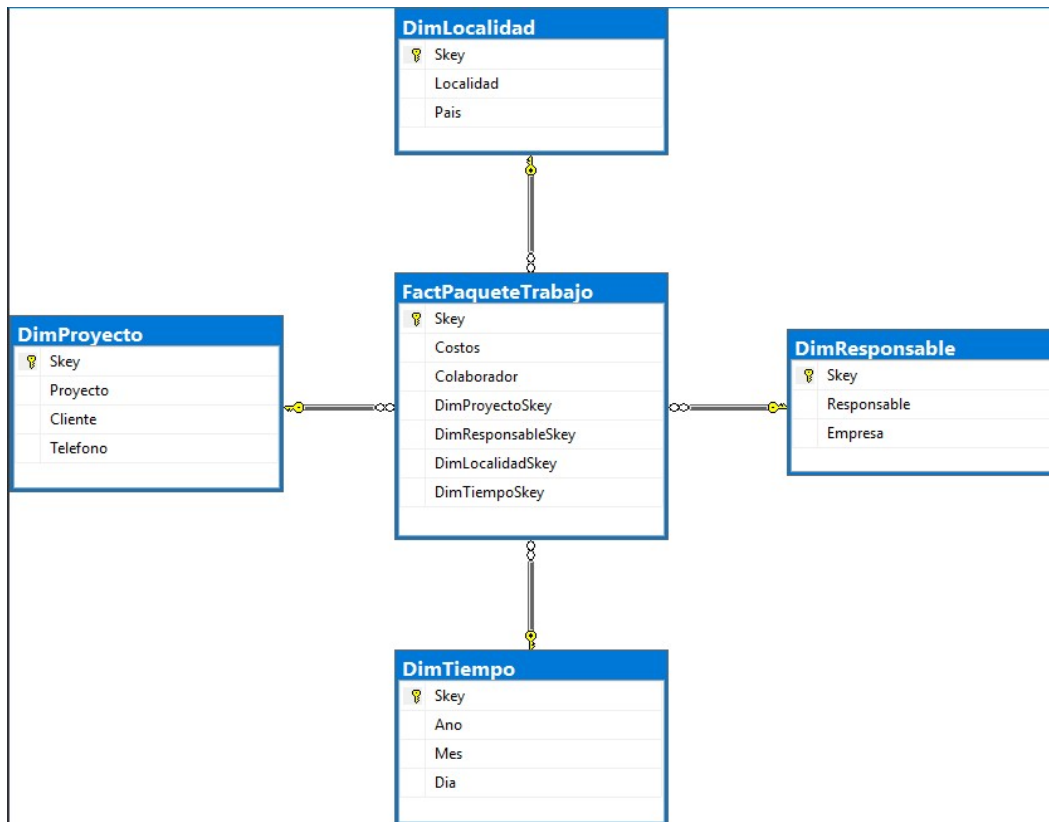 DimLocalidad
Skey
Localidad
Pais
FactPaqueteTrabajo
Skey
Costos
Colaborador
DimProyectoSkey
DimResponsableSkey
DimLocalidadSkey
DimTiempoSkey
DimProyecto
Skey
Proyecto
Cliente
Telefono
DimResponsable
Skey
Responsable
Empresa
DimTiempo
Skey
Ano
Mes
Dia